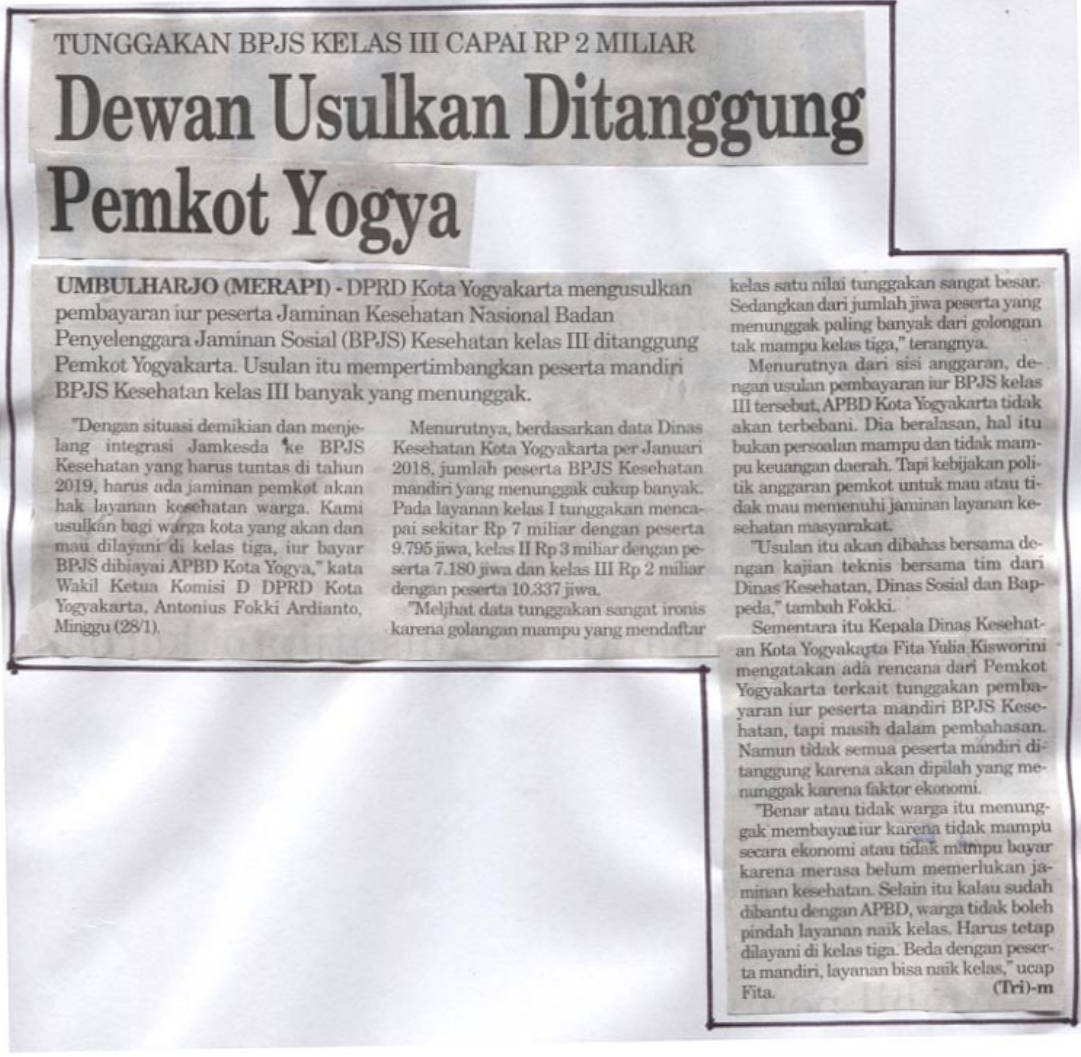 TUNGGAKAN BPJS KELAS III CAPAI RP 2 MILIAR
Dewan Usulkan Ditanggung
Pemkot Yogya
UMBULHARJO (MERAPI) - DPRD Kota Yogyakarta mengusulkan
pembayaran iur peserta Jaminan Kesehatan Nasional Badan
Penyelenggara Jaminan Sosial (BPJS) Kesehatan kelas III ditanggung
Pemkot Yogyakarta. Usulan itu mempertimbangkan peserta mandiri
BPJS Kesehatan kelas III banyak yang menunggak.
"Dengan situasi demikian dan menje-
lang integrasi Jamkesda ke BPJS
Kesehatan yang harus tuntas di tahun
2019, harus ada jaminan pemkot akan
hak layanan kesehatan warga. Kami
usulkan bagi warga kota yang akan dan
mau dilayani di kelas tiga, iur bayar
BPJS dibiayai APBD Kota Yogya," kata
Wakil Ketua Komisi D DPRD Kota
Yogyakarta, Antonius Fokki Ardianto,
Minggu (28/1).
Menurutnya, berdasarkan data Dinas
Kesehatan Kota Yogyakarta per Januari
2018, jumlah peserta BPJS Kesehatan
mandiri yang menunggak cukup banyak.
Pada layanan kelas I tunggakan menca-
pai sekitar Rp 7 miliar dengan peserta
9.795 jiwa, kelas II Rp 3 miliar dengan pe-
serta 7.180 jiwa dan kelas III Rp 2 miliar
dengan peserta 10.337 jiwa.
"Melihat data tunggakan sangat ironis
karena golongan mampu yang mendaftar
kelas satu nilai tunggakan sangat besar.
Sedangkan dari jumlah jiwa peserta yang
menunggak paling banyak dari golongan
tak mampu kelas tiga," terangnya.
Menurutnya dari sisi anggaran, de-
ngan usulan pembayaran iur BPJS kelas
III tersebut, APBD Kota Yogyakarta tidak
akan terbebani. Dia beralasan, hal itu
bukan persoalan mampu dan tidak mam-
pu keuangan daerah. Tapi kebijakan poli-
tik anggaran pemkot untuk mau atau ti-
dak mau memenuhi jaminan layanan ke-
sehatan masyarakat.
"Usulan itu akan dibahas bersama de-
ngan kajian teknis bersama tim dari
Dinas Kesehatan, Dinas Sosial dan Bap-
peda," tambah Fokki.
Sementara itu Kepala Dinas Kesehat-
an Kota Yogyakarta Fita Yulia Kisworini
mengatakan ada rencana dari Pemkot
Yogyakarta terkait tunggakan pemba-
yaran iur peserta mandiri BPJS Kese-
hatan, tapi masih dalam pembahasan.
Namun tidak semua peserta mandiri di-
tanggung karena akan dipilah yang me-
nunggak karena faktor ekonomi.
"Benar atau tidak warga itu menung-
gak membayar iur karena tidak mampu
secara ekonomi atau tidak mampu bayar
karena merasa belum memerlukan ja-
minan kesehatan. Selain itu kalau sudah
dibantu dengan APBD, warga tidak boleh
pindah layanan naik kelas. Harus tetap
dilayani di kelas tiga. Beda dengan peser-
ta mandiri, layanan bisa naik kelas," ucap
Fita. (Tri)-m